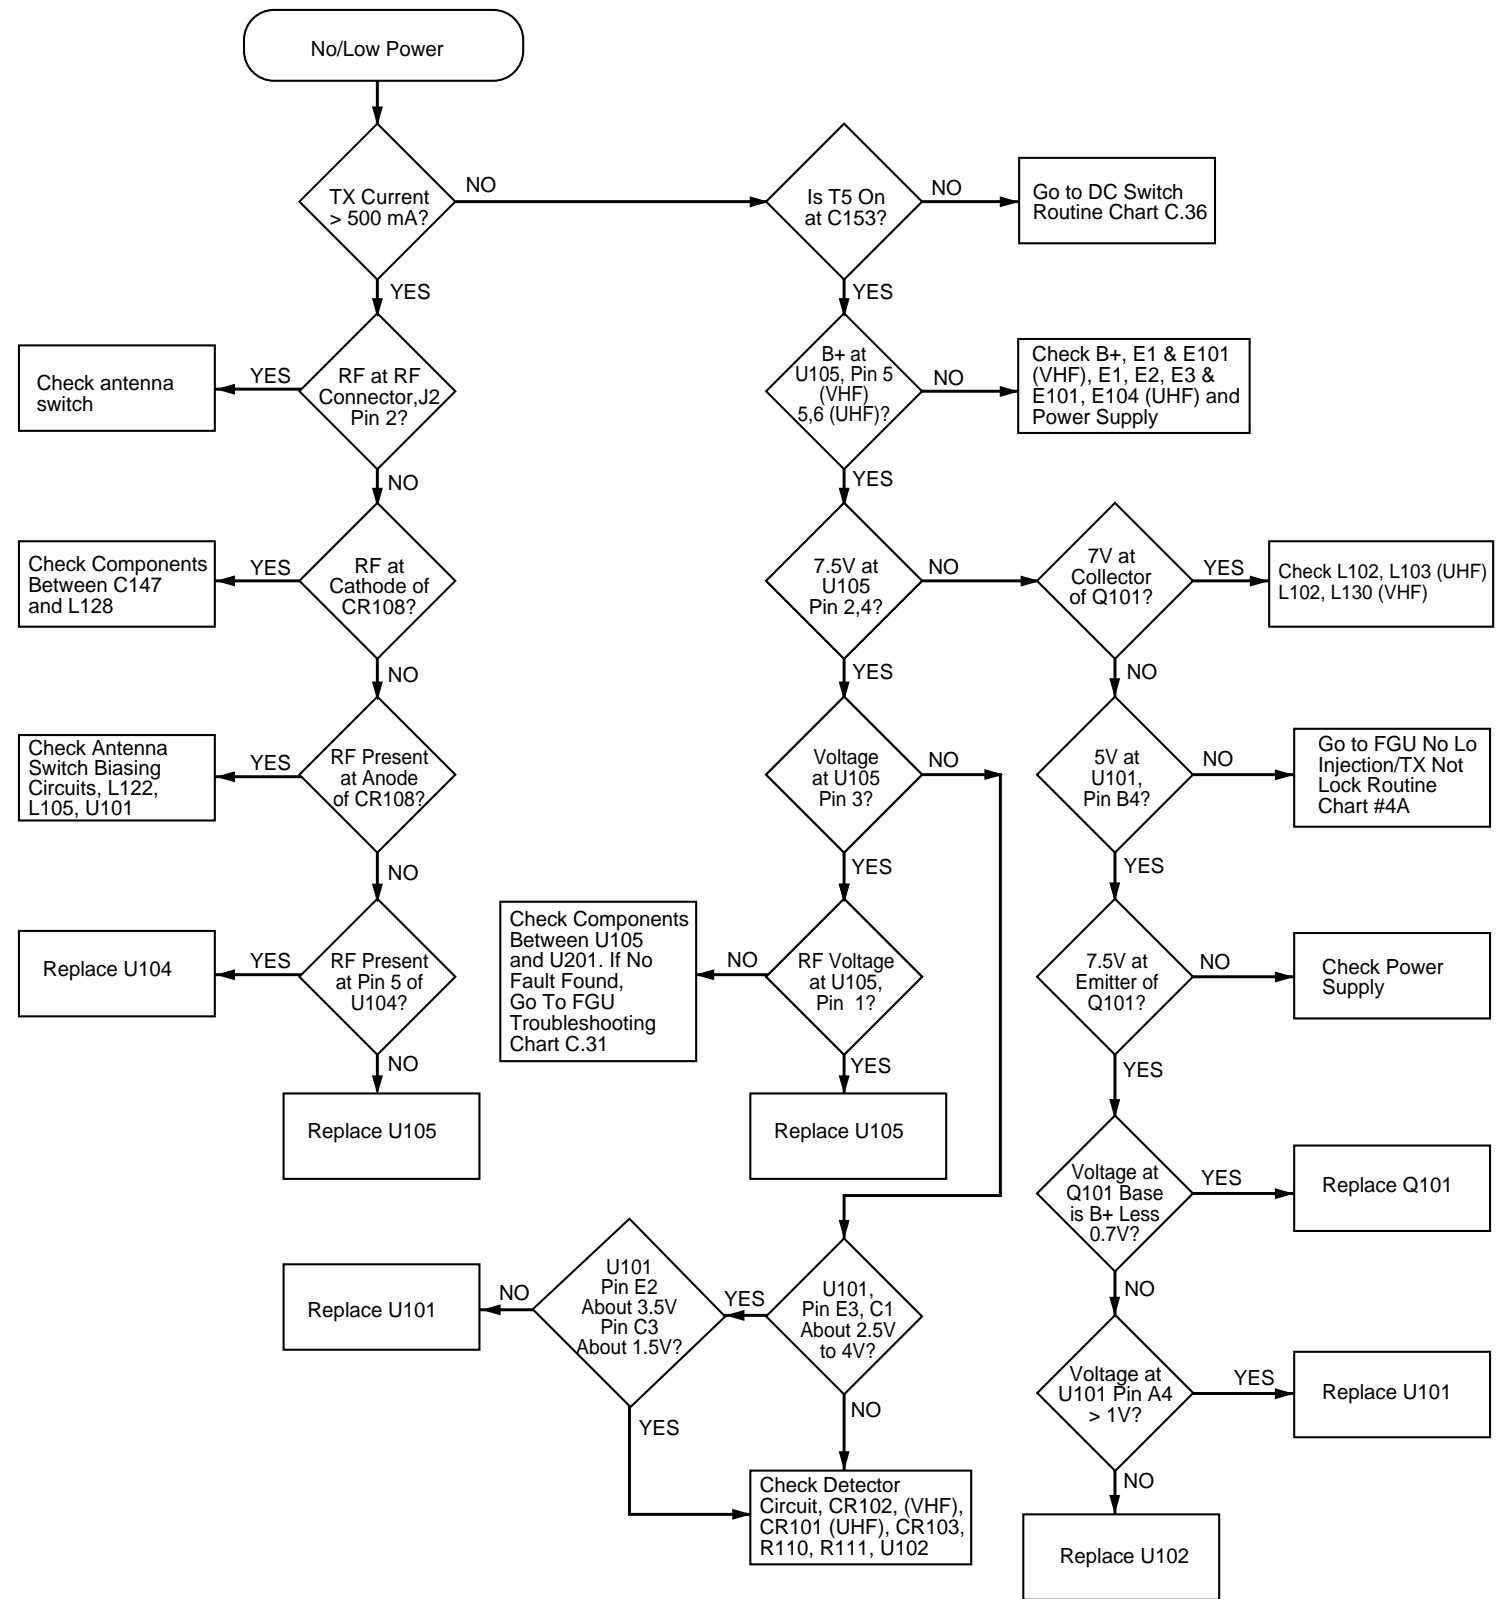 No/Low Power
TX Current
> 500 mA?
NO
YES
Is T5 On
at C153?
NO
YES
Go to DC Switch
Routine Chart C.36
RF at RF
Connector,J2
Pin 2?
YES
NO
Check antenna
switch
B+ at
U105, Pin 5
(VHF)
5,6 (UHF)?
NO
YES
Check B+, E1 & E101
(VHF), E1, E2, E3 &
E101, E104 (UHF) and
Power Supply
RF at
Cathode of
CR108?
YES
NO
Check Components
Between C147
and L128
7.5V at
U105
Pin 2,4?
NO
YES
7V at
Collector
of Q101?
YES
NO
Check L102, L103 (UHF)
L102, L130 (VHF)
RF Present
at Anode
of CR108?
YES
NO
Check Antenna
Switch Biasing
Circuits, L122,
L105, U101
Voltage
at U105
Pin 3?
NO
YES
5V at
U101,
Pin B4?
NO
YES
Go to FGU No Lo
Injection/TX Not
Lock Routine
Chart #4A
RF Present
at Pin 5 of
U104?
YES
NO
Replace U104
Replace U105
Check Components
Between U105
and U201. If No
Fault Found,
Go To FGU
Troubleshooting
Chart C.31
NO
RF Voltage
at U105,
Pin 1?
YES
Replace U105
7.5V at
Emitter of
Q101?
NO
YES
Check Power
Supply
Voltage at
Q101 Base
is B+ Less
0.7V?
YES
NO
Replace Q101
Replace U101
NO
U101
Pin E2
About 3.5V
Pin C3
About 1.5V?
YES
YES
U101,
Pin E3, C1
About 2.5V
to 4V?
NO
Voltage at
U101 Pin A4
> 1V?
YES
NO
Replace U101
Check Detector
Circuit, CR102, (VHF),
CR101 (UHF), CR103,
R110, R111, U102
Replace U102